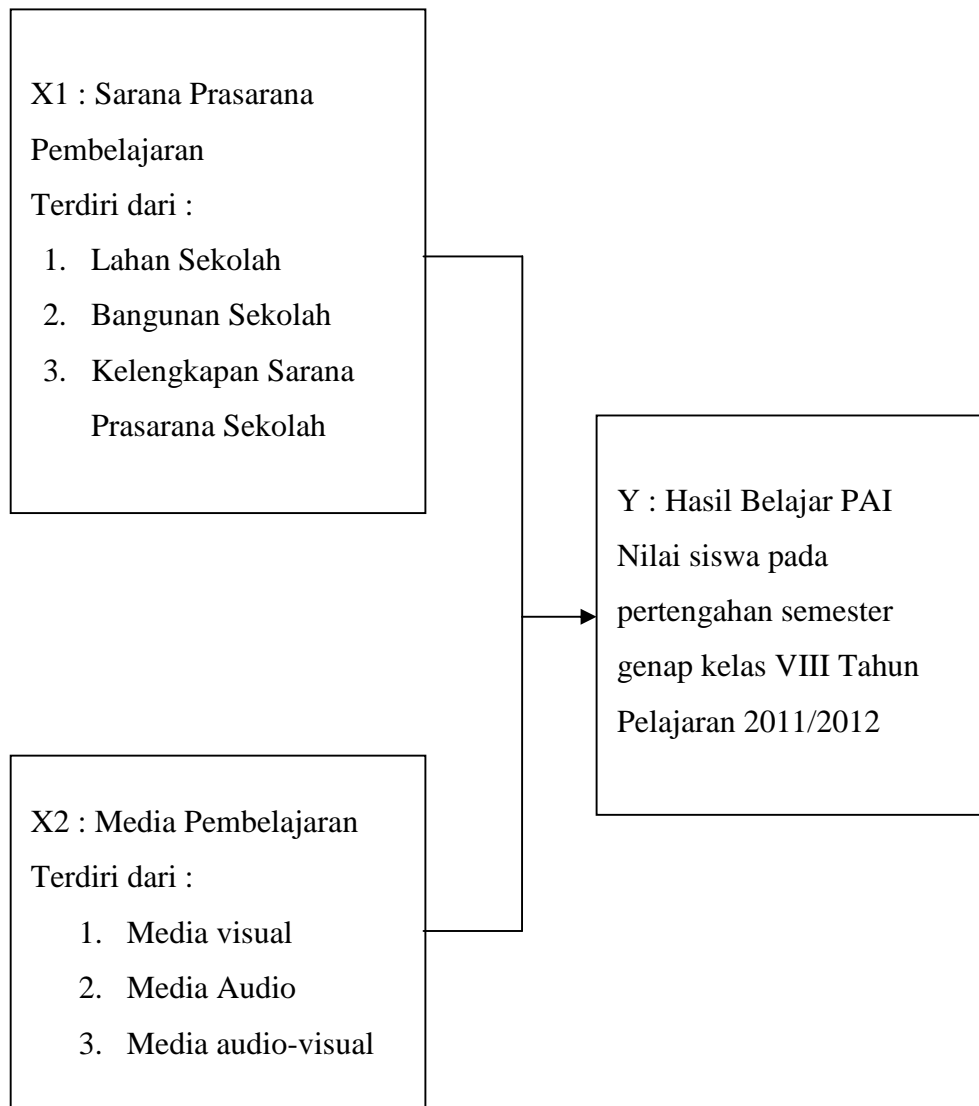 X1 : Sarana Prasarana
Pembelajaran
Terdiri dari :
1. Lahan Sekolah
2. Bangunan Sekolah
3. Kelengkapan Sarana
Prasarana Sekolah
Y : Hasil Belajar PAI
Nilai siswa pada
pertengahan semester
genap kelas VIII Tahun
Pelajaran 2011/2012
X2 : Media Pembelajaran
Terdiri dari :
1. Media visual
2. Media Audio
3. Media audio-visual